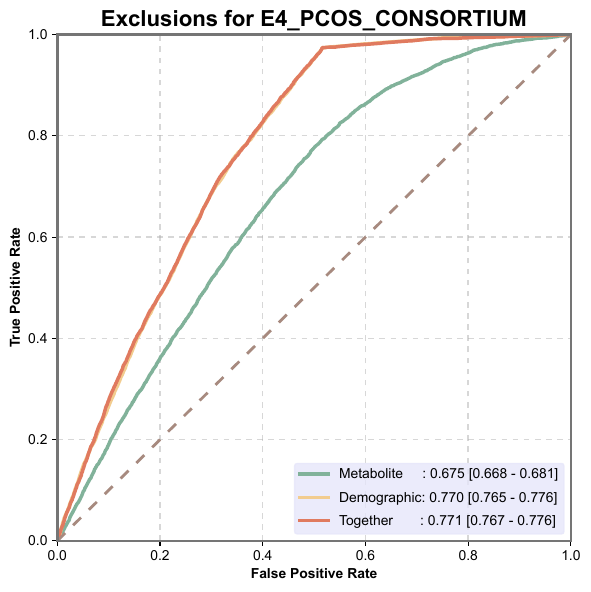 Exclusions for E4_PCOS_CONSORTIUM
1.0
0.8
0.6
0.4
0.2
0.0
True Positive Rate
Metabolite : 0.675 [0.668 - 0.681]
Demographic: 0.770 [0.765 - 0.776]
Together : 0.771 [0.767 - 0.776]
0.0 0.2 0.4 0.6 0.8 1.0
False Positive Rate